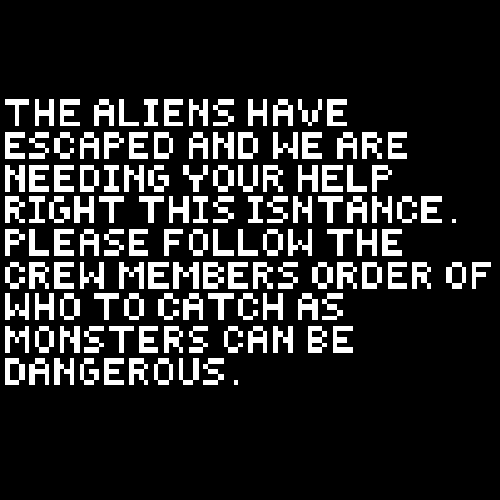 THE ALIENS HAVE
ESCAPED AND WE ARE
NEEDING YOUR HELP
RIGHT THIS ISNTANCE.
PLEASE FOLLOW THE
CREW MEMBERS ORDER OF
WHO TO CATCH AS
MONSTERS CAN BE
DANGEROUS.